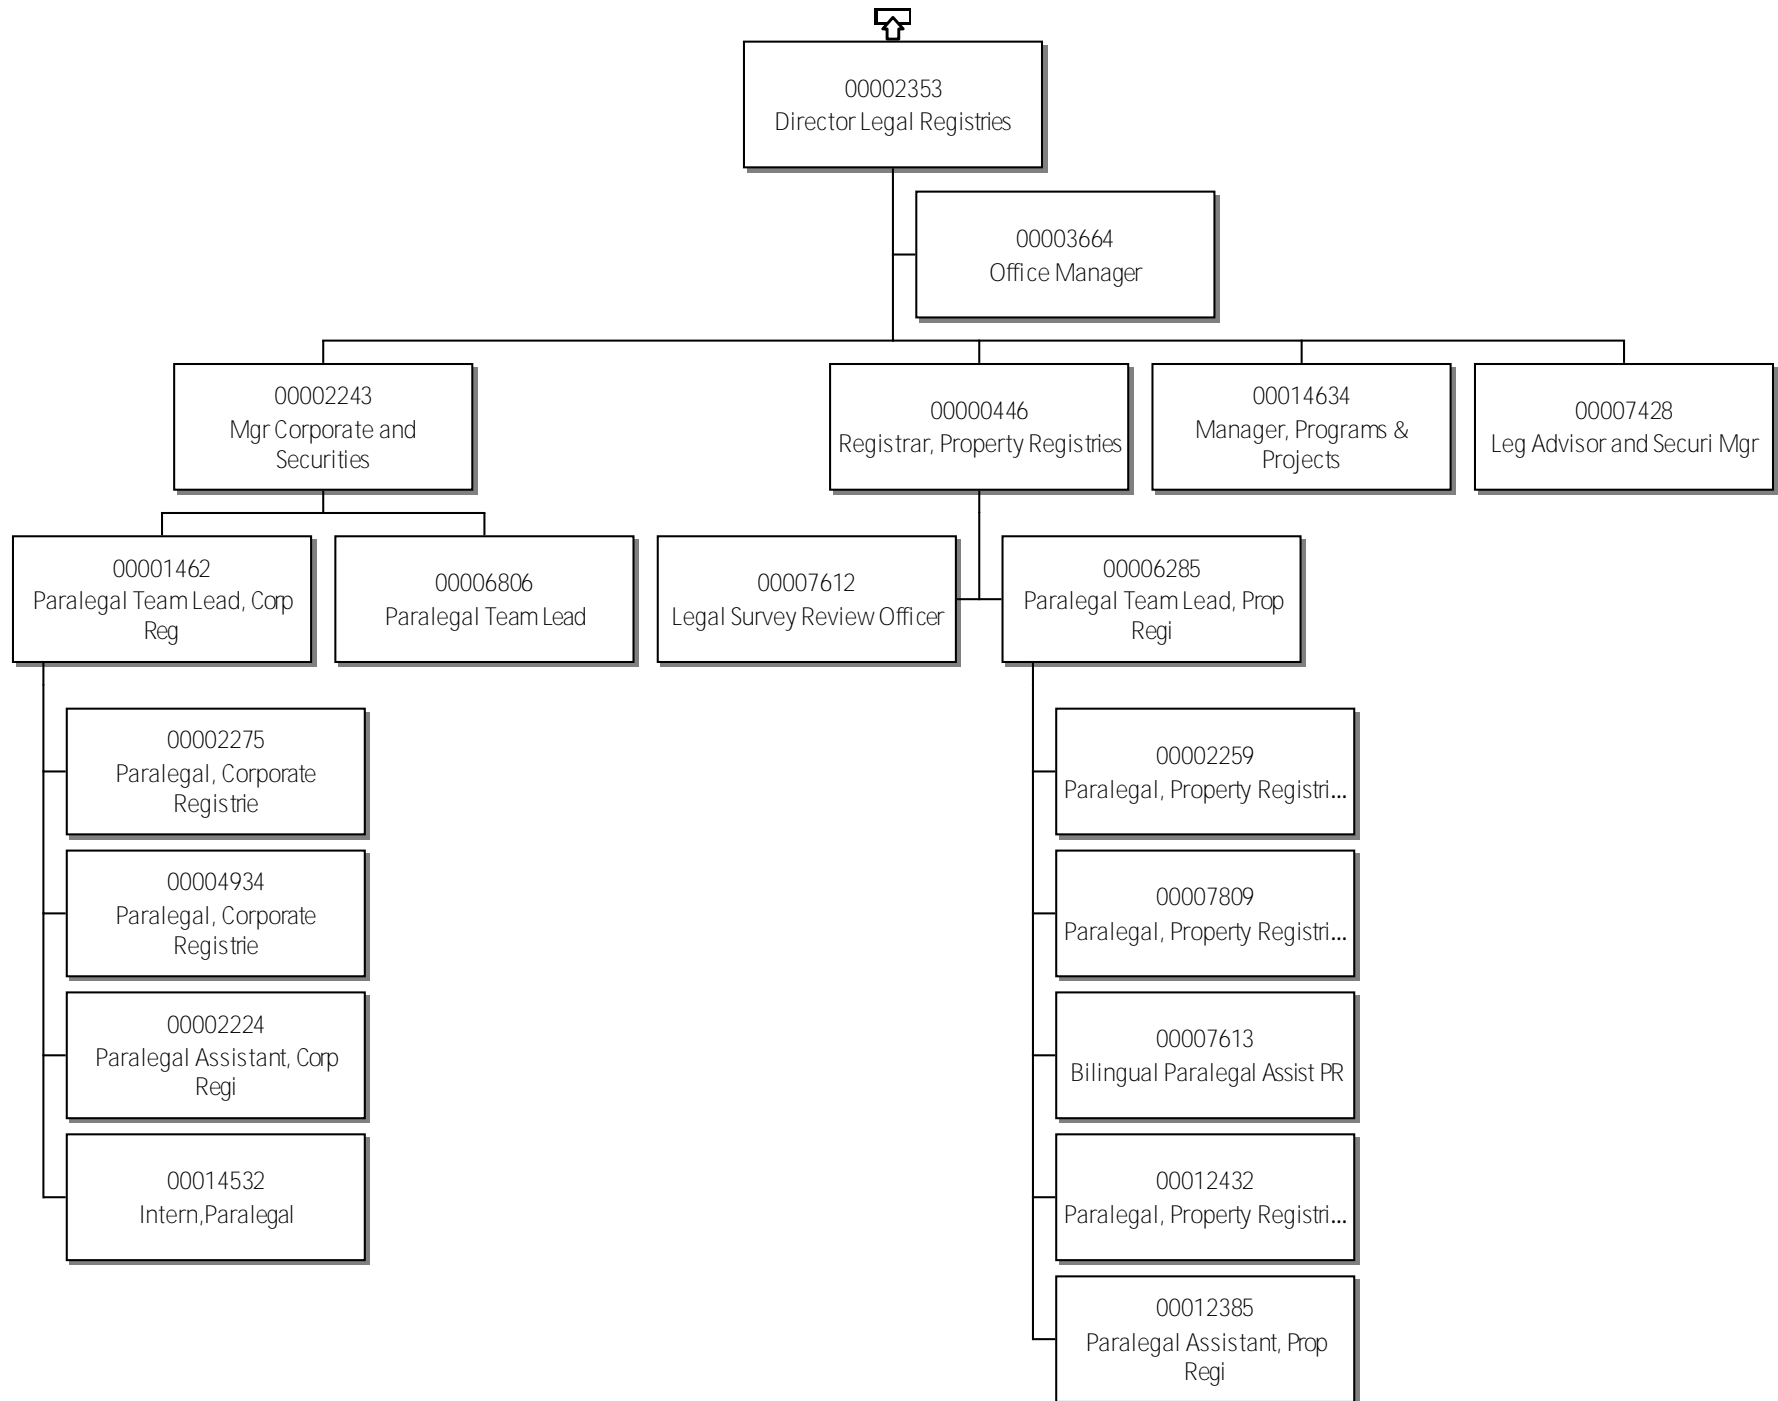 00002353
Director Legal Registries
00003664
Office Manager
00002243
Mgr Corporate and
Securities
00000446
Registrar, Property Registries
00014634
Manager, Programs &
Projects
00007428
Leg Advisor and Securi Mgr
00001462
Paralegal Team Lead, Corp
Reg
00006806
Paralegal Team Lead
00007612
Legal Survey Review Officer
00006285
Paralegal Team Lead, Prop
Regi
00002275
Paralegal, Corporate
Registrie
00004934
Paralegal, Corporate
Registrie
00002224
Paralegal Assistant, Corp
Regi
00014532
Intern,Paralegal
00002259
Paralegal, Property Registri...
00007809
Paralegal, Property Registri...
00007613
Bilingual Paralegal Assist PR
00012432
Paralegal, Property Registri...
00012385
Paralegal Assistant, Prop
Regi